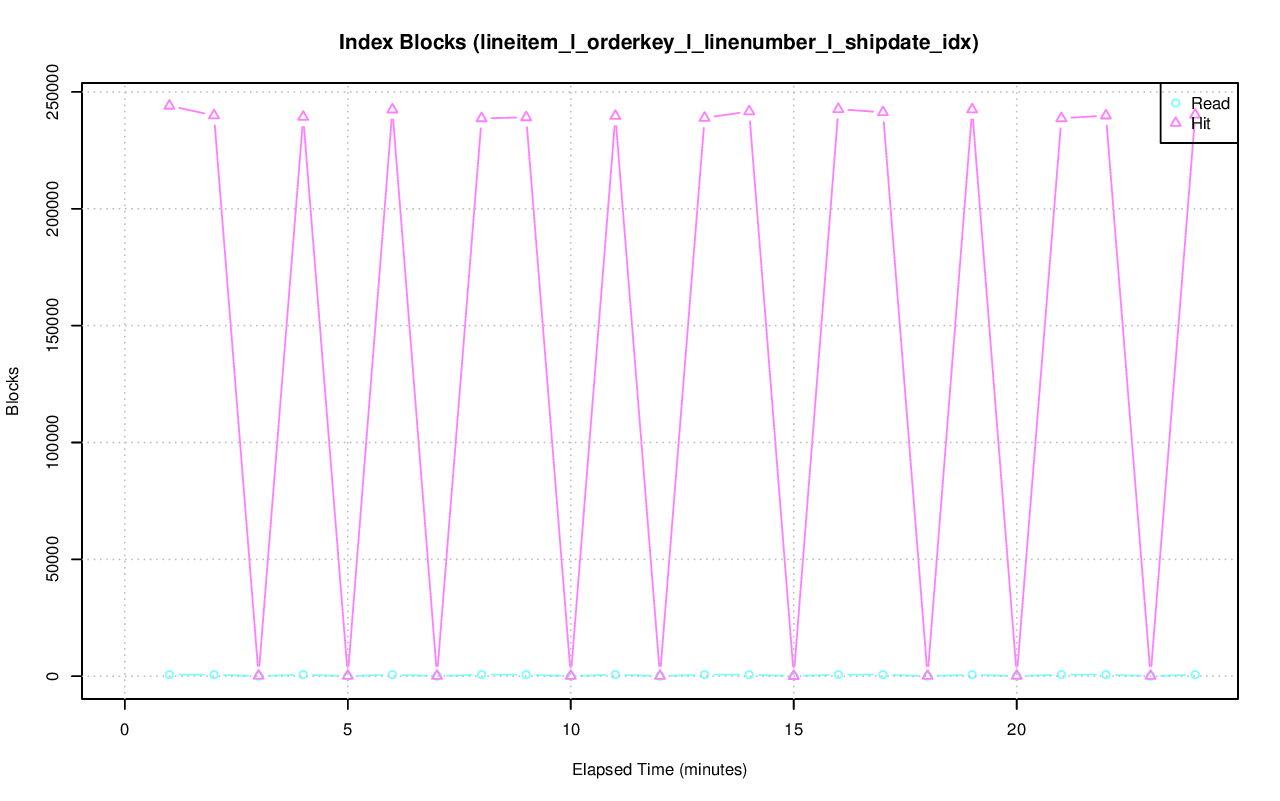 Index Blocks (lineitem_l_orderkey_l_linenumber_l_shipdate_idx)
Read
Hit
250000
200000
150000
100000
50000
0
Blocks
0 5 10 15 20
Elapsed Time (minutes)